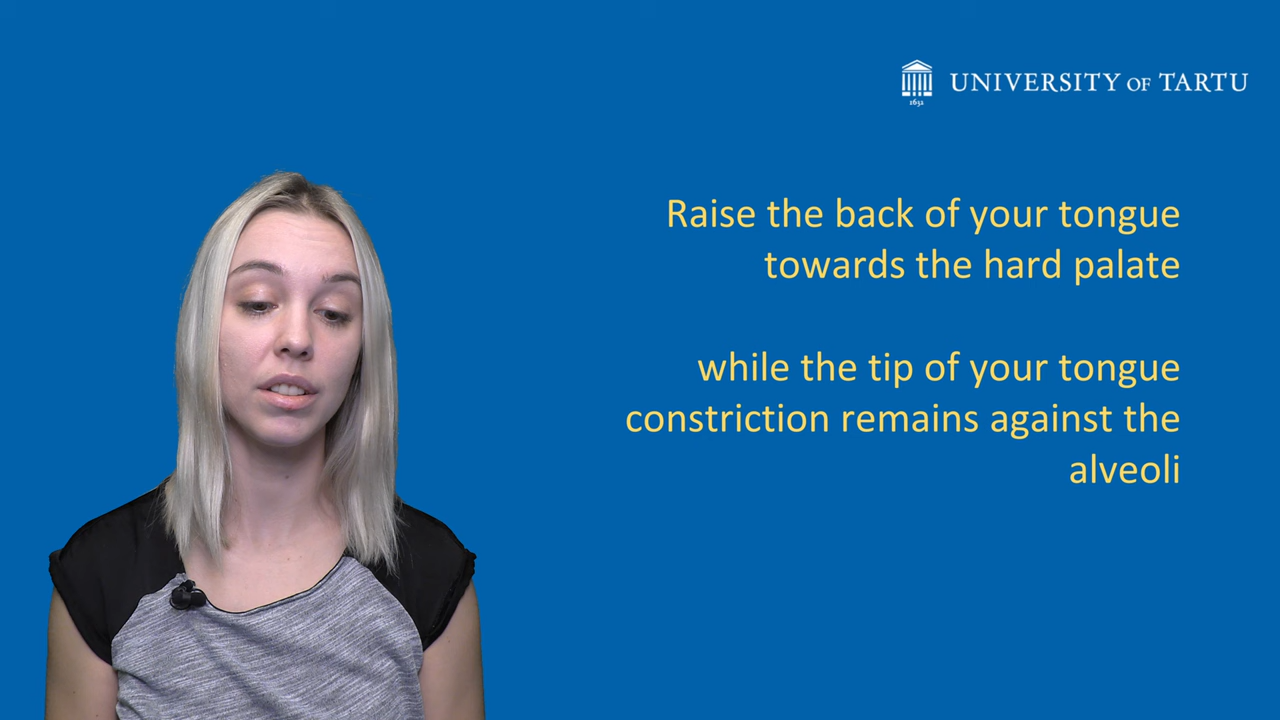 1632
UNIVERSITY OF TARTU
Raise the back of your tongue
towards the hard palate
while the tip of your tongue
constriction remains against the
alveoli